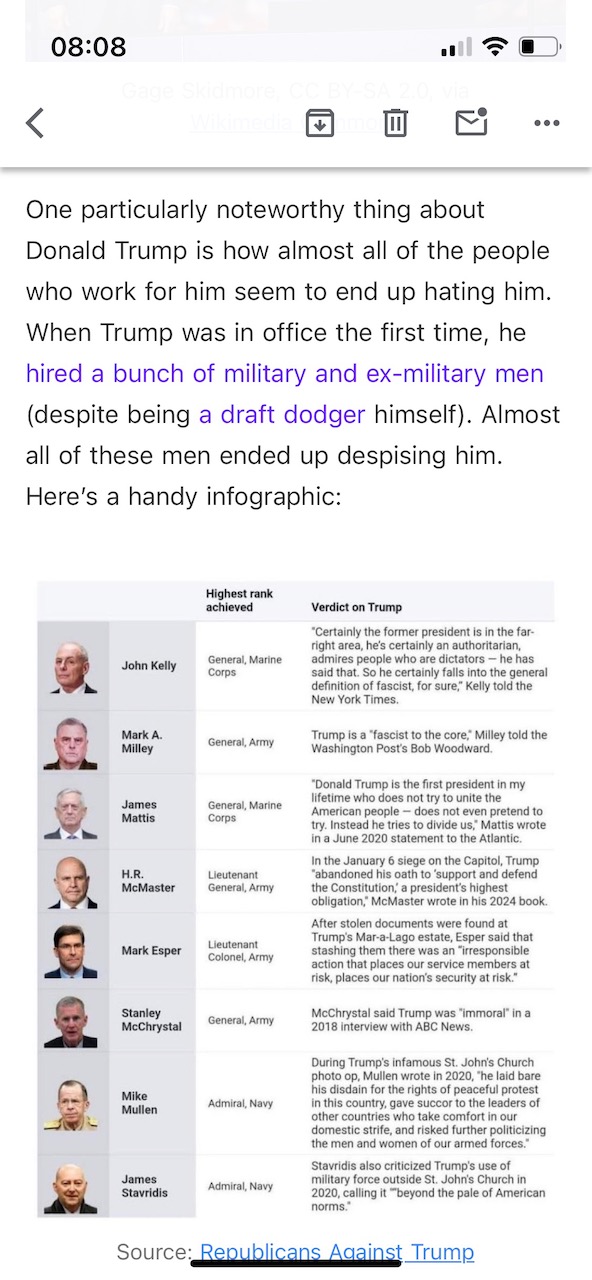 08:08
Gage Skidmore, CC BY-SA 2.0, via
Wikimedia
One particularly noteworthy thing about
Donald Trump is how almost all of the people
who work for him seem to end up hating him.
When Trump was in office the first time, he
hired a bunch of military and ex-military men
(despite being a draft dodger himself). Almost
all of these men ended up despising him.
Here’s a handy infographic:
Highest rank
achieved
Verdict on Trump
John Kelly
General, Marine
Corps
"Certainly the former president is in the far-
right area, he's certainly an authoritarian,
admires people who are dictators — he has
said that. So he certainly falls into the general
definition of fascist, for sure," Kelly told the
New York Times.
Mark A.
Milley
General, Army
Trump is a "fascist to the core," Milley told the
Washington Post's Bob Woodward.
James
Mattis
General, Marine
Corps
"Donald Trump is the first president in my
lifetime who does not try to unite the
American people — does not even pretend to
try. Instead he tries to divide us," Mattis wrote
in a June 2020 statement to the Atlantic.
H.R.
McMaster
Lieutenant
General, Army
In the January 6 siege on the Capitol, Trump
"abandoned his oath to 'support and defend
the Constitution,' a president's highest
obligation," McMaster wrote in his 2024 book.
Mark Esper
Lieutenant
Colonel, Army
After stolen documents were found at
Trump's Mar-a-Lago estate, Esper said that
stashing them there was an "irresponsible
action that places our service members at
risk, places our nation's security at risk."
Stanley
McChrystal
General, Army
McChrystal said Trump was "immoral" in a
2018 interview with ABC News.
Mike
Mullen
Admiral, Navy
During Trump's infamous St. John's Church
photo op, Mullen wrote in 2020, "he laid bare
his disdain for the rights of peaceful protest
in this country, gave succor to the leaders of
other countries who take comfort in our
domestic strife, and risked further politicizing
the men and women of our armed forces."
James
Stavridis
Admiral, Navy
Stavridis also criticized Trump's use of
military force outside St. John's Church in
2020, calling it ""beyond the pale of American
norms."
Source: Republicans Against Trump